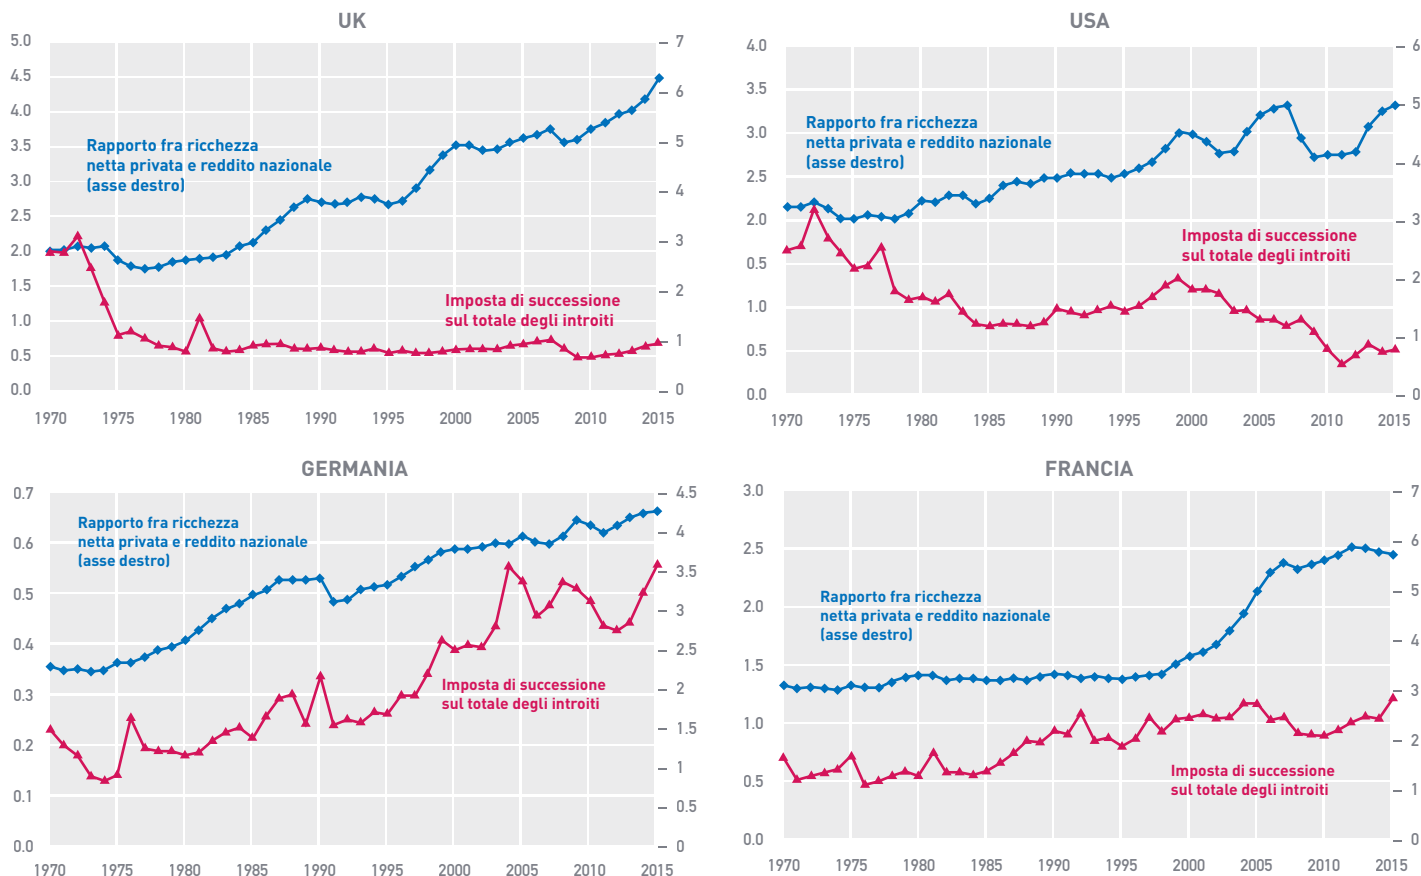 UK
5.0
4.5
4.0
3.5
3.0
2.5
2.0
1.5
1.0
0.5
0.0
7
6
5
4
3
2
1
0
Rapporto fra ricchezza
netta privata e reddito nazionale
(asse destro)
Imposta di successione
sul totale degli introiti
1970 1975 1980 1985 1990 1995 2000 2005 2010 2015
USA
4.0
3.5
3.0
2.5
2.0
0.5
1.0
0.5
0.0
6
5
4
3
2
1
0
Rapporto fra ricchezza
netta privata e reddito nazionale
(asse destro)
Imposta di successione
sul totale degli introiti
1970 1975 1980 1985 1990 1995 2000 2005 2010 2015
GERMANIA
0.7
0.6
0.5
0.4
0.3
0.2
0.1
0.0
4.5
4
3.5
3
2.5
2
1.5
1
0.5
0
Rapporto fra ricchezza
netta privata e reddito nazionale
(asse destro)
Imposta di successione
sul totale degli introiti
1970 1975 1980 1985 1990 1995 2000 2005 2010 2015
FRANCIA
3.0
2.5
2.0
1.5
1.0
0.5
0.0
7
6
5
4
3
2
1
0
Rapporto fra ricchezza
netta privata e reddito nazionale
(asse destro)
Imposta di successione
sul totale degli introiti
1970 1975 1980 1985 1990 1995 2000 2005 2010 2015